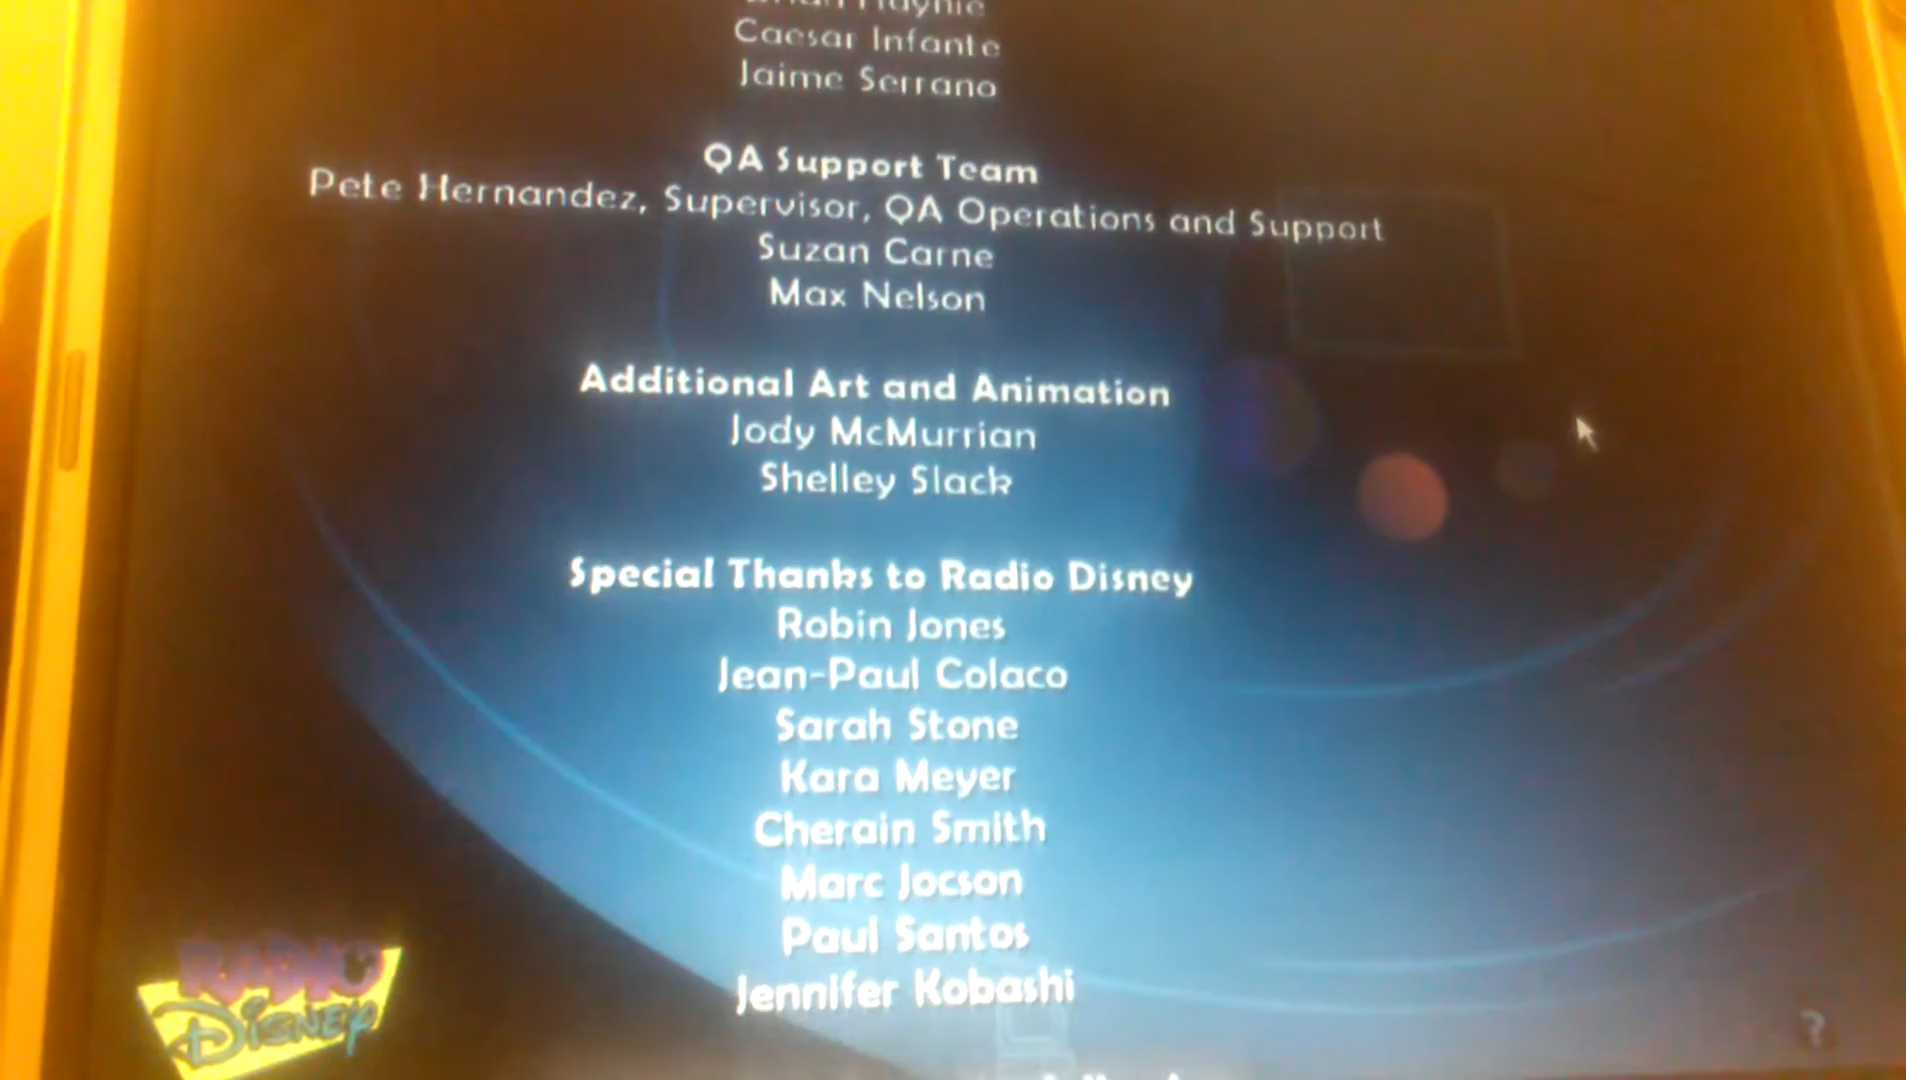 Caesar Infante
Jaime Serrano
QA Support Team
Pete Hernandez, Supervisor, QA Operations and Support
Suzan Carne
Max Nelson
Additional Art and Animation
Jody McMurrian
Shelley Slack
Special Thanks to Radio Disney
Robin Jones
Jean-Paul Colaco
Sarah Stone
Kara Meyer
Cherain Smith
Marc Jocson
Paul Santos
Jennifer Kobashi
RADIO
DISNEY
?